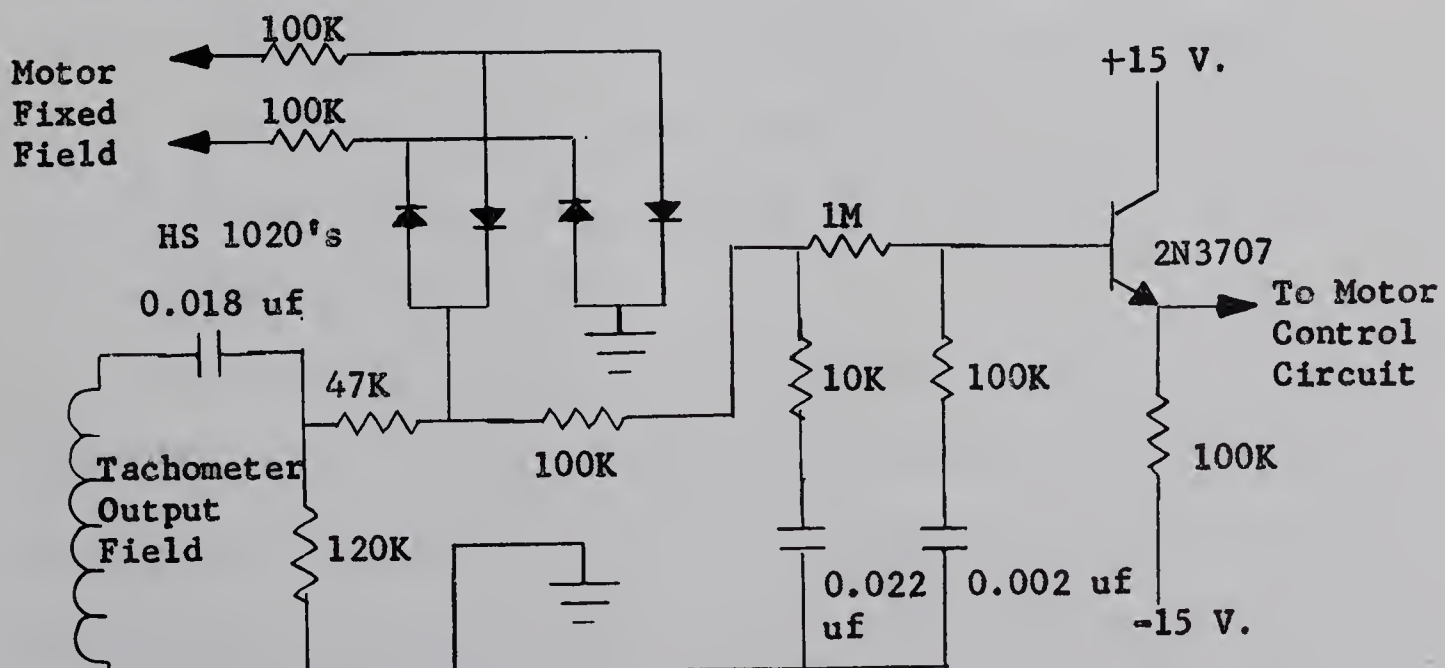 100K
Motor
Fixed
Field
100K
+15 V.
HS 1020's
1M
2N3707
To Motor
Control
Circuit
0.018 uf
47K
10K
100K
100K
100K
Tachometer
Output
Field
120K
0.022
uf
0.002 uf
-15 V.